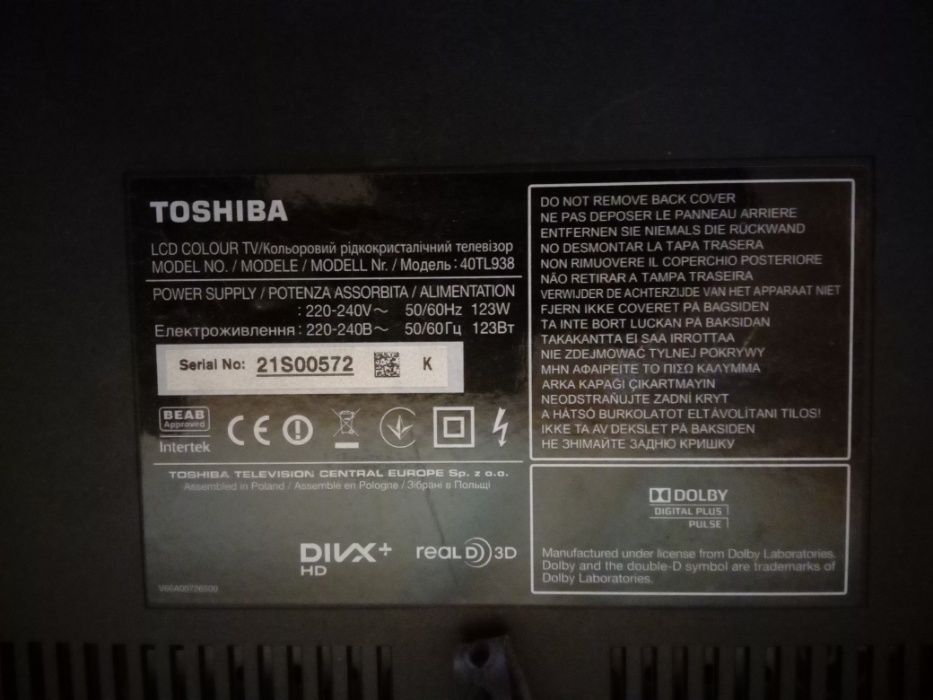 TOSHIBA
LCD COLOUR TV/Кольоровий рідкокристалічний телевізор
MODEL NO. / MODELE / MODELL Nr. / Модель : 40TL938
POWER SUPPLY / POTENZA ASSORBITA / ALIMENTATION
: 220-240V~ 50/60Hz 123W
Електроживлення : 220-240В~ 50/60Гц 123Вт
Serial No: 21S00572 K
BEAB
Approved
Intertek
CE
TOSHIBA TELEVISION CENTRAL EUROPE Sp. z o.o.
Assembled in Poland / Assemble en Pologne / Зібрані в Польщі
DIVX+
HD
REAL D 3D
V66A00726S00
DO NOT REMOVE BACK COVER
NE PAS DEPOSER LE PANNEAU ARRIERE
ENTFERNEN SIE NIEMALS DIE RÜCKWAND
NO DESMONTAR LA TAPA TRASERA
NON RIMUOVERE IL COPERCHIO POSTERIORE
NÃO RETIRAR A TAMPA TRASEIRA
VERWIJDER DE ACHTERZIJDE VAN HET APPARAAT NIET
FJERN IKKE COVERET PÅ BAGSIDEN
TA INTE BORT LUCKAN PÅ BAKSIDAN
TAKAKANTTA EI SAA IRROTTAA
NIE ZDEJMOWAĆ TYLNEJ POKRYWY
ΜΗΝ ΑΦΑΙΡΕΙΤΕ ΤΟ ΠΙΣΩ ΚΑΛΥΜΜΑ
ARKA KAPAĞI ÇIKARTMAYIN
NEODSTRAŇUJTE ZADNÍ KRYT
A HÁTSÓ BURKOLATOT ELTÁVOLÍTANI TILOS!
IKKE TA AV DEKSLET PÅ BAKSIDEN
НЕ ЗНІМАЙТЕ ЗАДНЮ КРИШКУ
DOLBY
DIGITAL PLUS
PULSE
Manufactured under license from Dolby Laboratories.
Dolby and the double-D symbol are trademarks of
Dolby Laboratories.